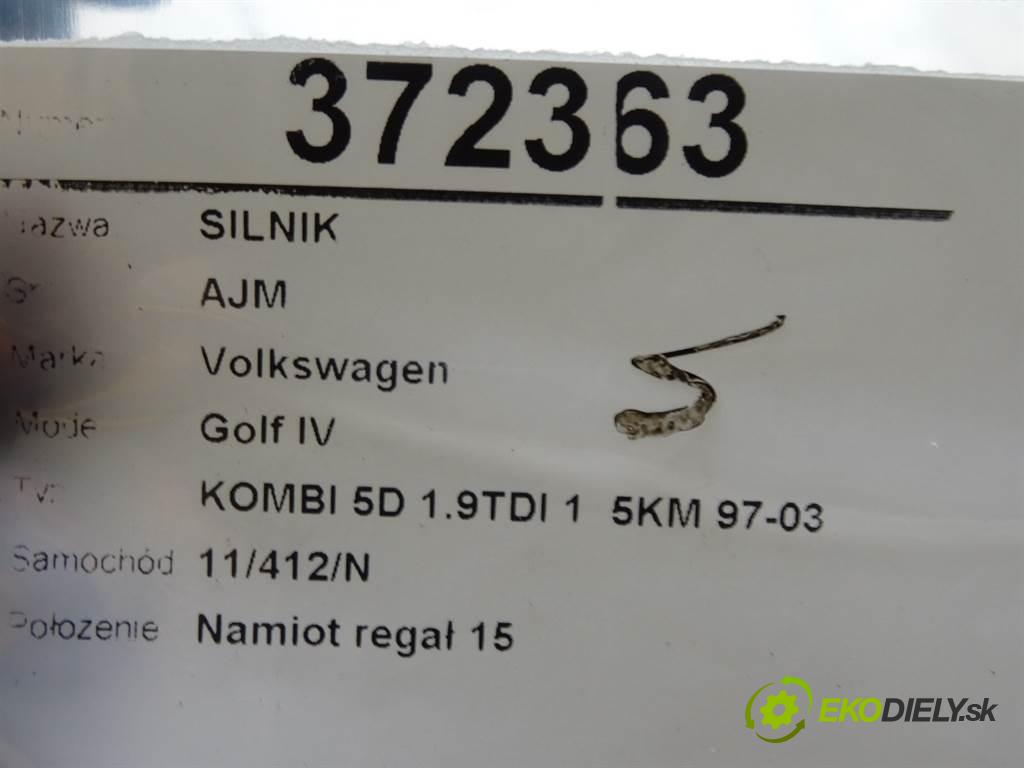 372363
SILNIK
AJM
Marka Volkswagen
Golf IV
KOMBI 5D 1.9TDI 1 5KM 97-03
Samochód 11/412/N
Położenie Namiot regał 15
5
EKODIELY.sk